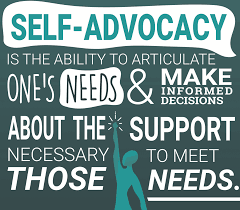 SELF-ADVOCACY
IS THE ABILITY TO ARTICULATE
ONE'S NEEDS & MAKE INFORMED DECISIONS
ABOUT THE SUPPORT
NECESSARY TO MEET
THOSE NEEDS.